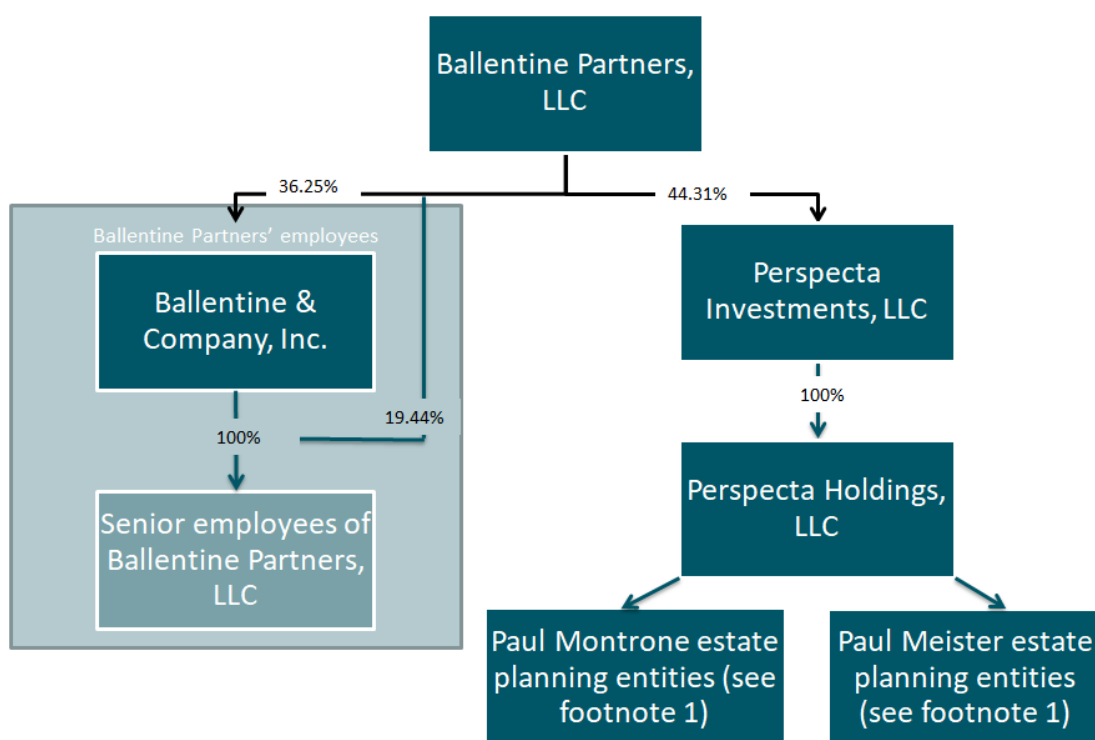 Ballentine Partners,
LLC
36.25%
44.31%
Ballentine Partners’ employees
Ballentine &
Company, Inc.
Perspecta
Investments, LLC
19.44%
100%
100%
Senior employees of
Ballentine Partners,
LLC
Perspecta Holdings,
LLC
Paul Montrone estate
planning entities (see
footnote 1)
Paul Meister estate
planning entities
(see footnote 1)